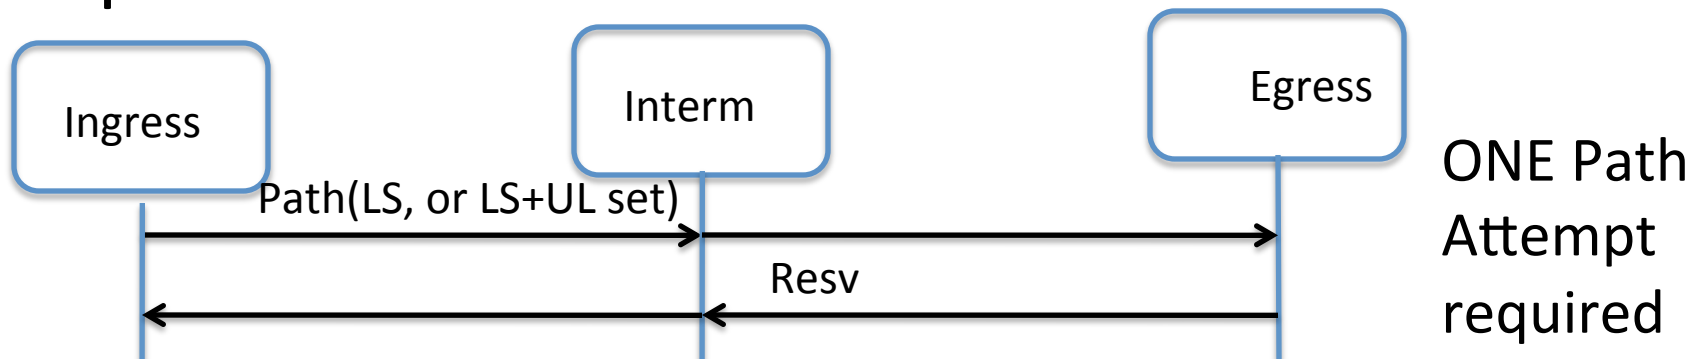 Ingress
Interm
Egress
Path(LS, or LS+UL set)
Resv
ONE Path
Attempt
required